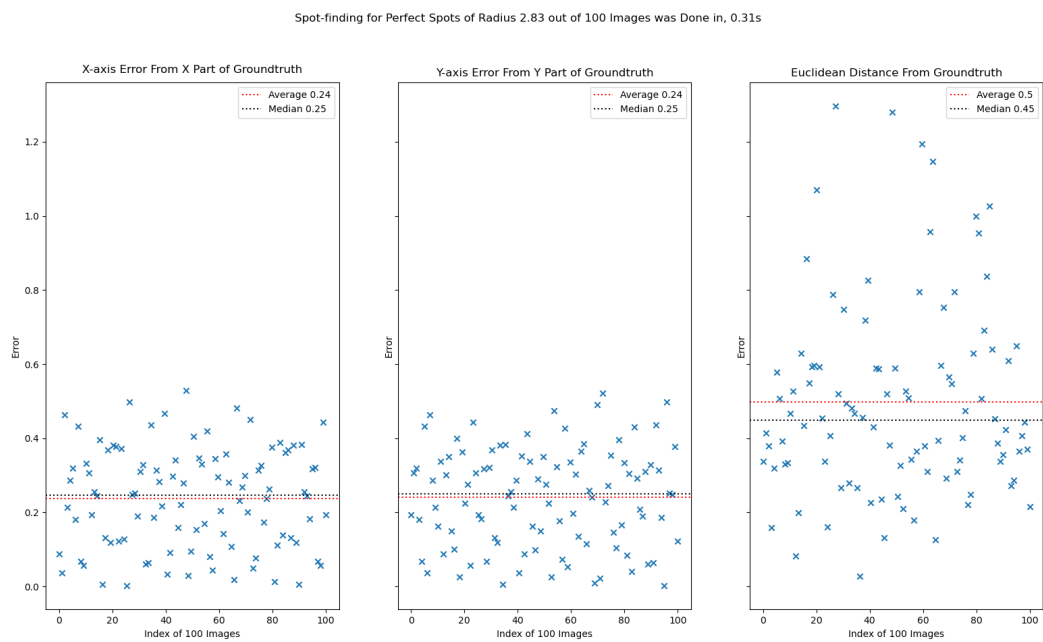 Spot-finding for Perfect Spots of Radius 2.83 out of 100 Images was Done in, 0.31s
X-axis Error From X Part of Groundtruth
Average 0.24
Median 0.25
Error
1.2
1.0
0.8
0.6
0.4
0.2
0.0
0
20
40
60
80
100
Index of 100 Images
Y-axis Error From Y Part of Groundtruth
Average 0.24
Median 0.25
Error
0
20
40
60
80
100
Index of 100 Images
Euclidean Distance From Groundtruth
Average 0.5
Median 0.45
Error
0
20
40
60
80
100
Index of 100 Images